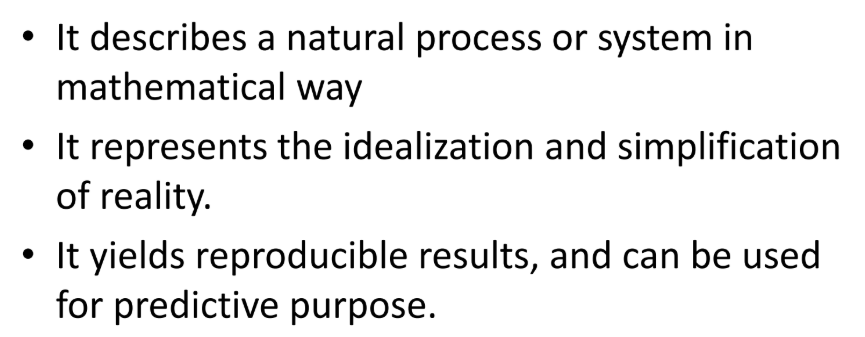 • It describes a natural process or system in
mathematical way
• It represents the idealization and simplification
of reality.
• It yields reproducible results, and can be used
for predictive purpose.